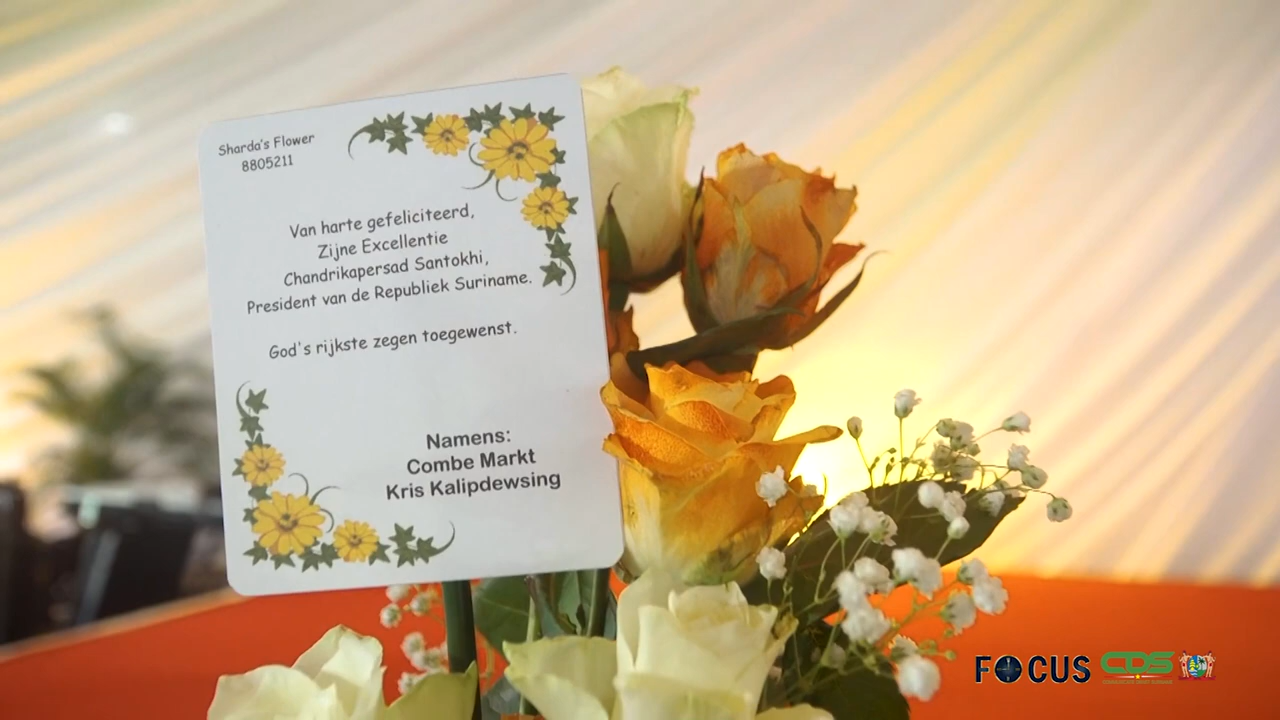 Sharda's Flower
8805211
Van harte gefeliciteerd,
Zijne Excellentie
Chandrikapersad Santokhi,
President van de Republiek Suriname.
God's rijkste zegen toegewenst.
Namens:
Combe Markt
Kris Kalipdewsing
FOCUS
CDS